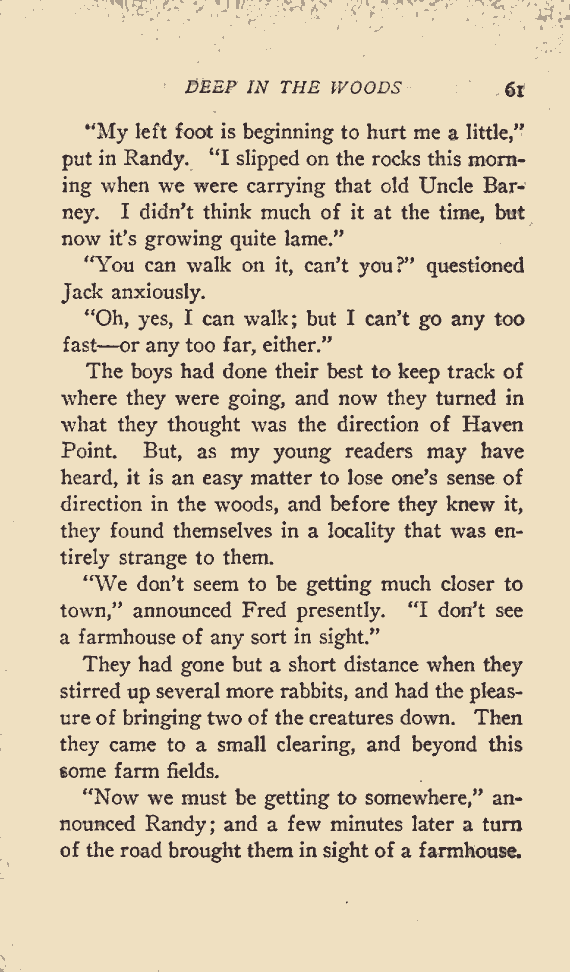 DEEP IN THE WOODS 61
"My left foot is beginning to hurt me a little,"
put in Randy. "I slipped on the rocks this morn-
ing when we were carrying that old Uncle Bar-
ney. I didn't think much of it at the time, but
now it's growing quite lame."
"You can walk on it, can't you?" questioned
Jack anxiously.
"Oh, yes, I can walk; but I can't go any too
fast—or any too far, either."
The boys had done their best to keep track of
where they were going, and now they turned in
what they thought was the direction of Haven
Point. But, as my young readers may have
heard, it is an easy matter to lose one's sense of
direction in the woods, and before they knew it,
they found themselves in a locality that was en-
tirely strange to them.
"We don't seem to be getting much closer to
town," announced Fred presently. "I don't see
a farmhouse of any sort in sight."
They had gone but a short distance when they
stirred up several more rabbits, and had the pleas-
ure of bringing two of the creatures down. Then
they came to a small clearing, and beyond this
some farm fields.
"Now we must be getting to somewhere," an-
nounced Randy; and a few minutes later a turn
of the road brought them in sight of a farmhouse.